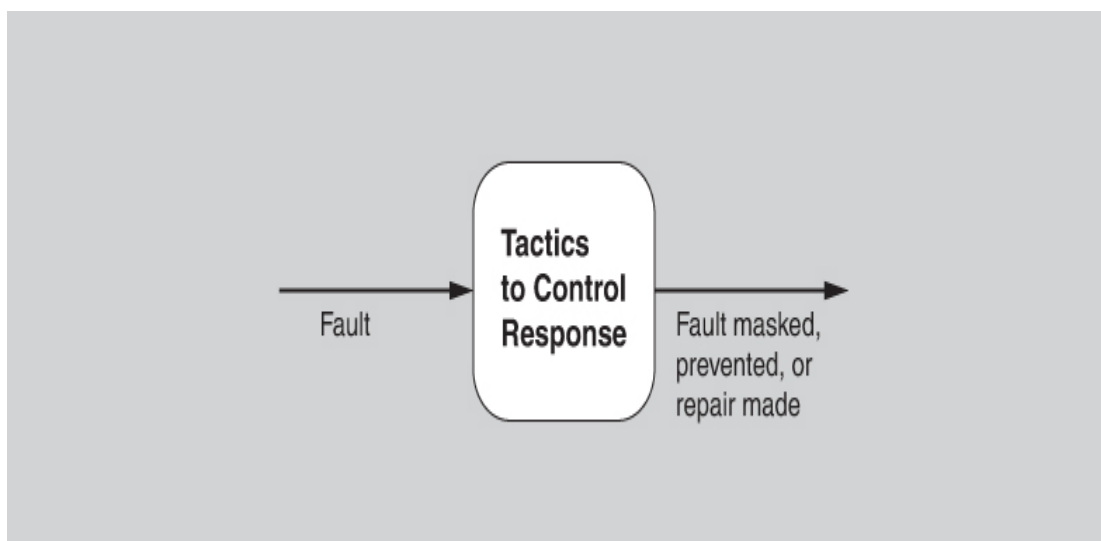 Fault
Tactics
to Control
Response
Fault masked,
prevented, or
repair made